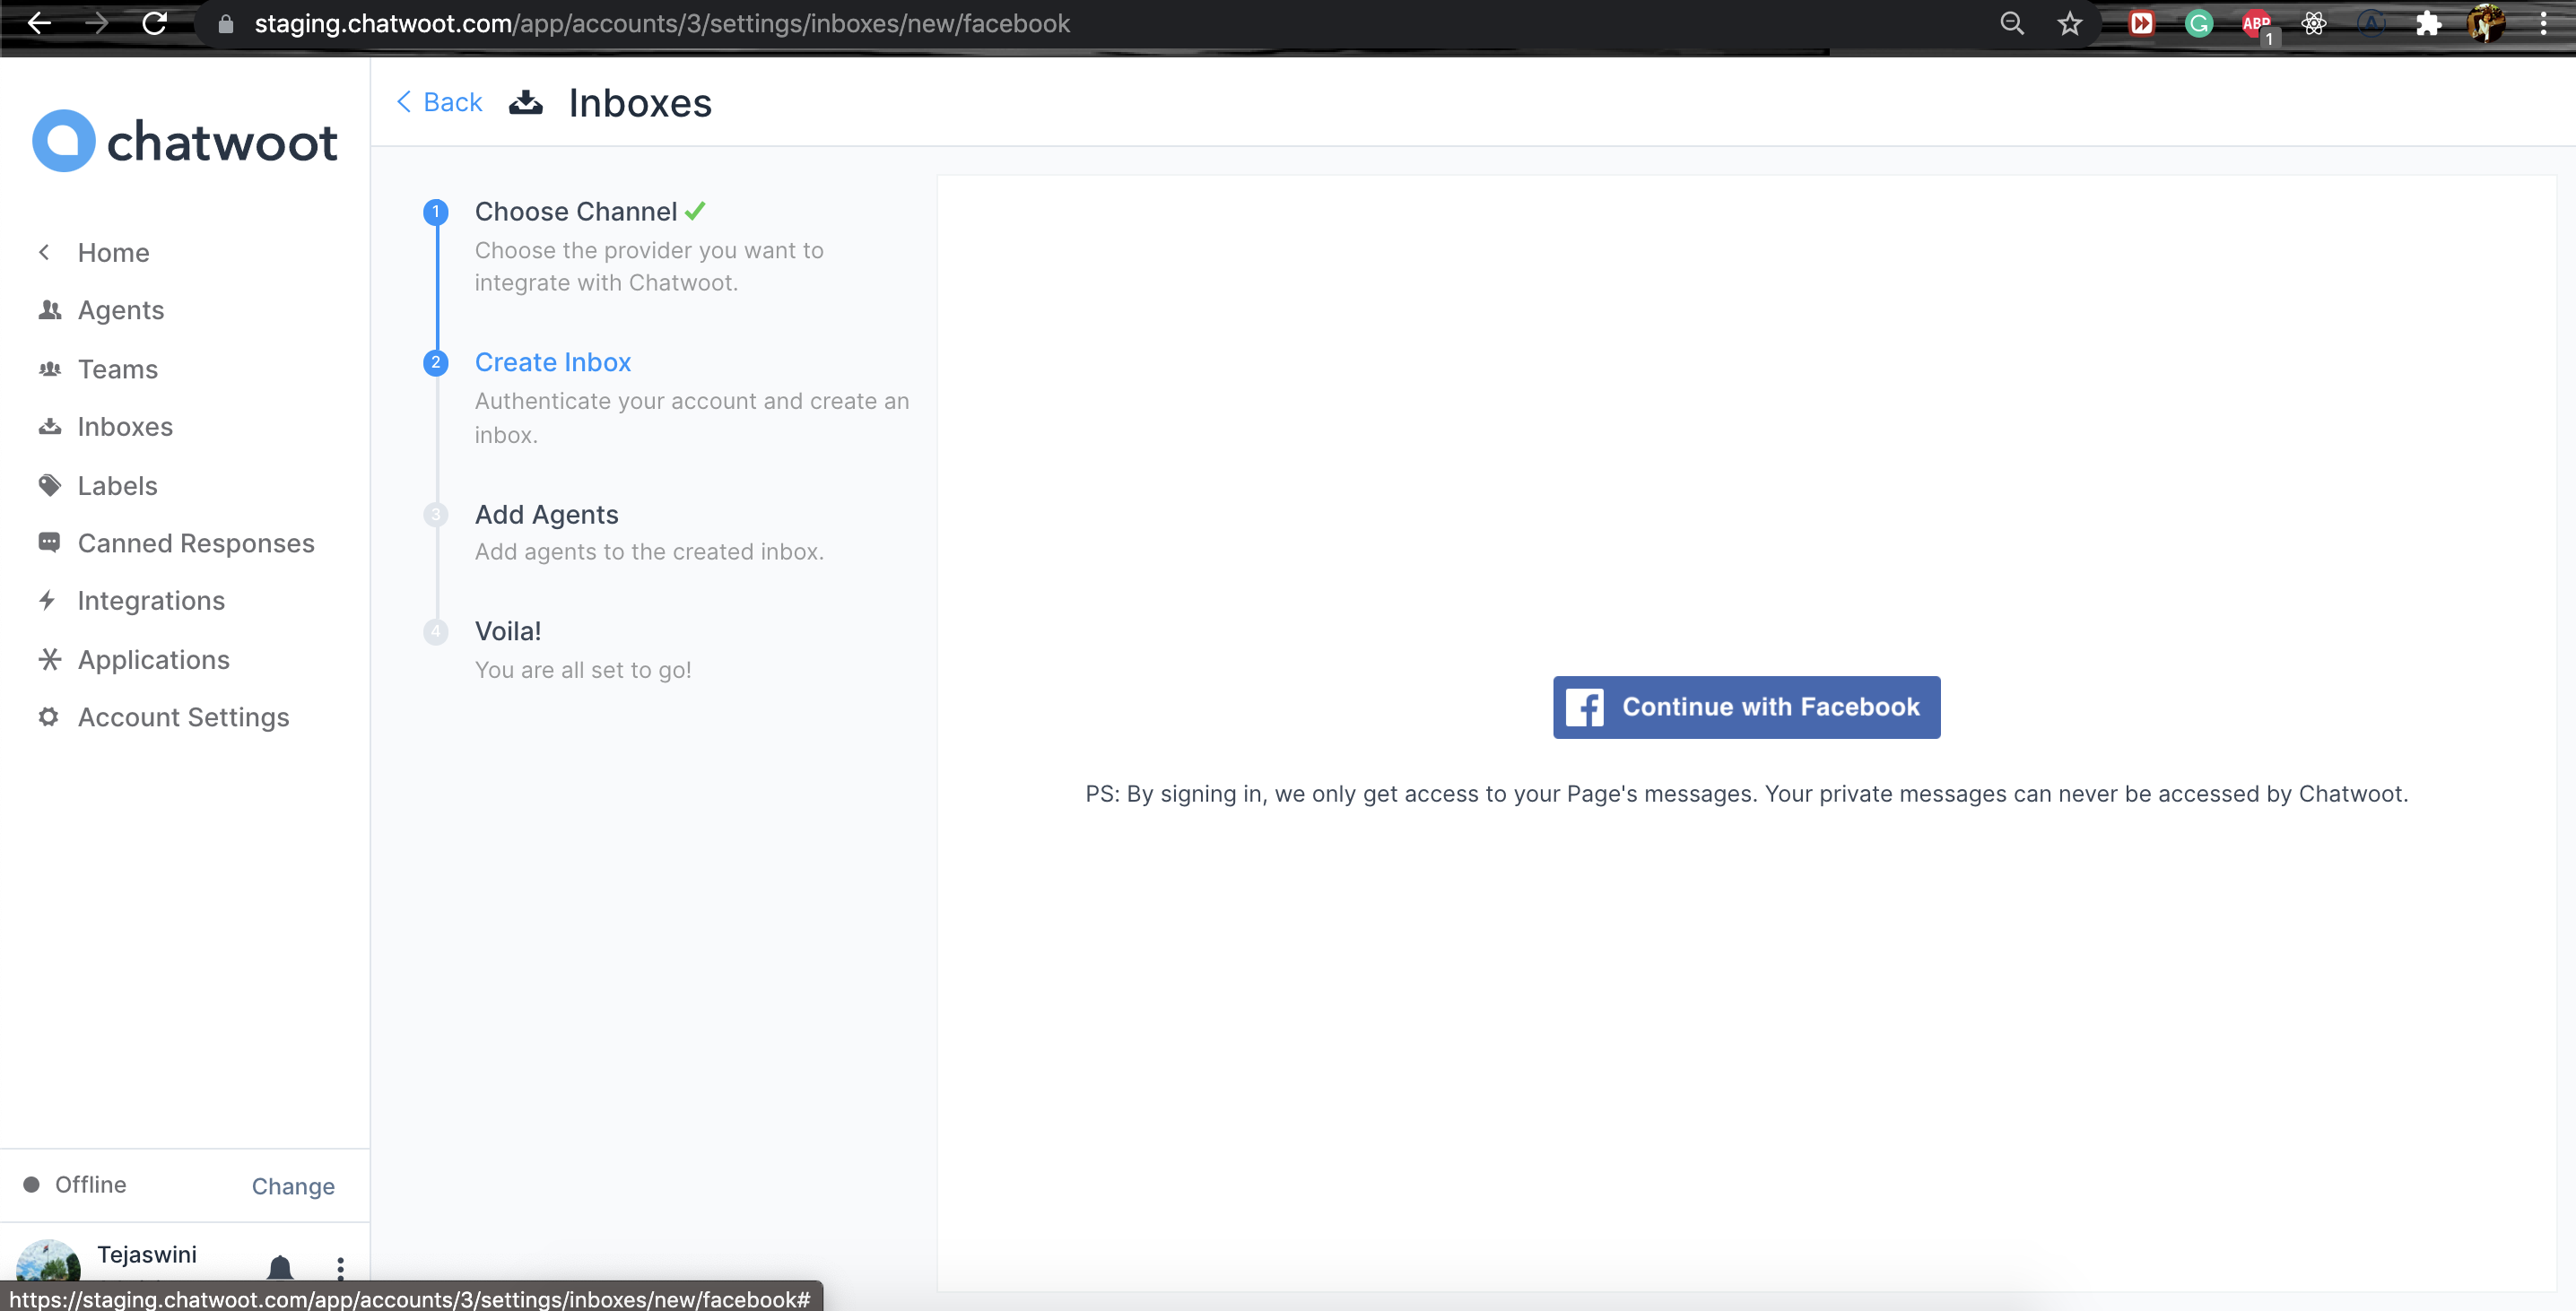 staging.chatwoot.com/app/accounts/3/settings/inboxes/new/facebook
ABP
1
chatwoot
Home
Agents
Teams
Inboxes
Labels
Canned Responses
Integrations
Applications
Account Settings
Offline
Change
Tejaswini
Back
Inboxes
1
Choose Channel
Choose the provider you want to
integrate with Chatwoot.
2
Create Inbox
Authenticate your account and create an
inbox.
3
Add Agents
Add agents to the created inbox.
4
Voila!
You are all set to go!
Continue with Facebook
PS: By signing in, we only get access to your Page's messages. Your private messages can never be accessed by Chatwoot.
https://staging.chatwoot.com/app/accounts/3/settings/inboxes/new/facebook#